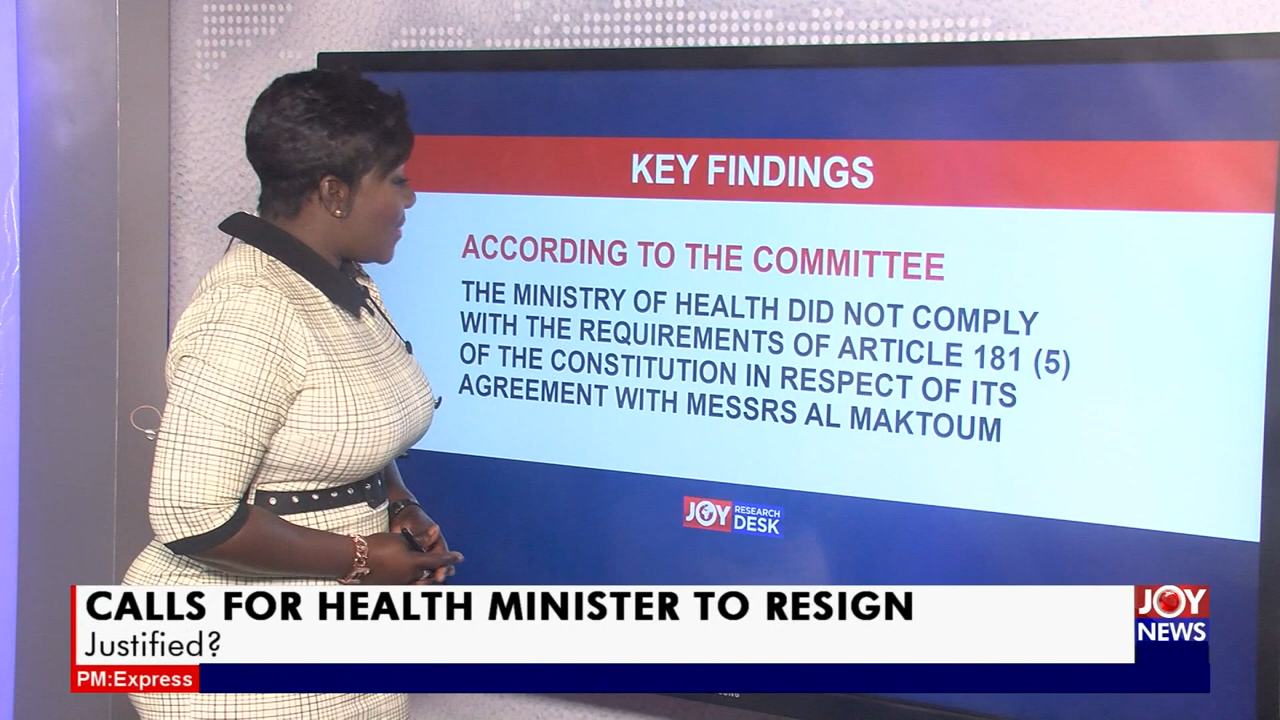 KEY FINDINGS
ACCORDING TO THE COMMITTEE
THE MINISTRY OF HEALTH DID NOT COMPLY
WITH THE REQUIREMENTS OF ARTICLE 181 (5)
OF THE CONSTITUTION IN RESPECT OF ITS
AGREEMENT WITH MESSRS AL MAKTOUM
JOY RESEARCH DESK
CALLS FOR HEALTH MINISTER TO RESIGN
Justified?
PM:Express
JOY
NEWS